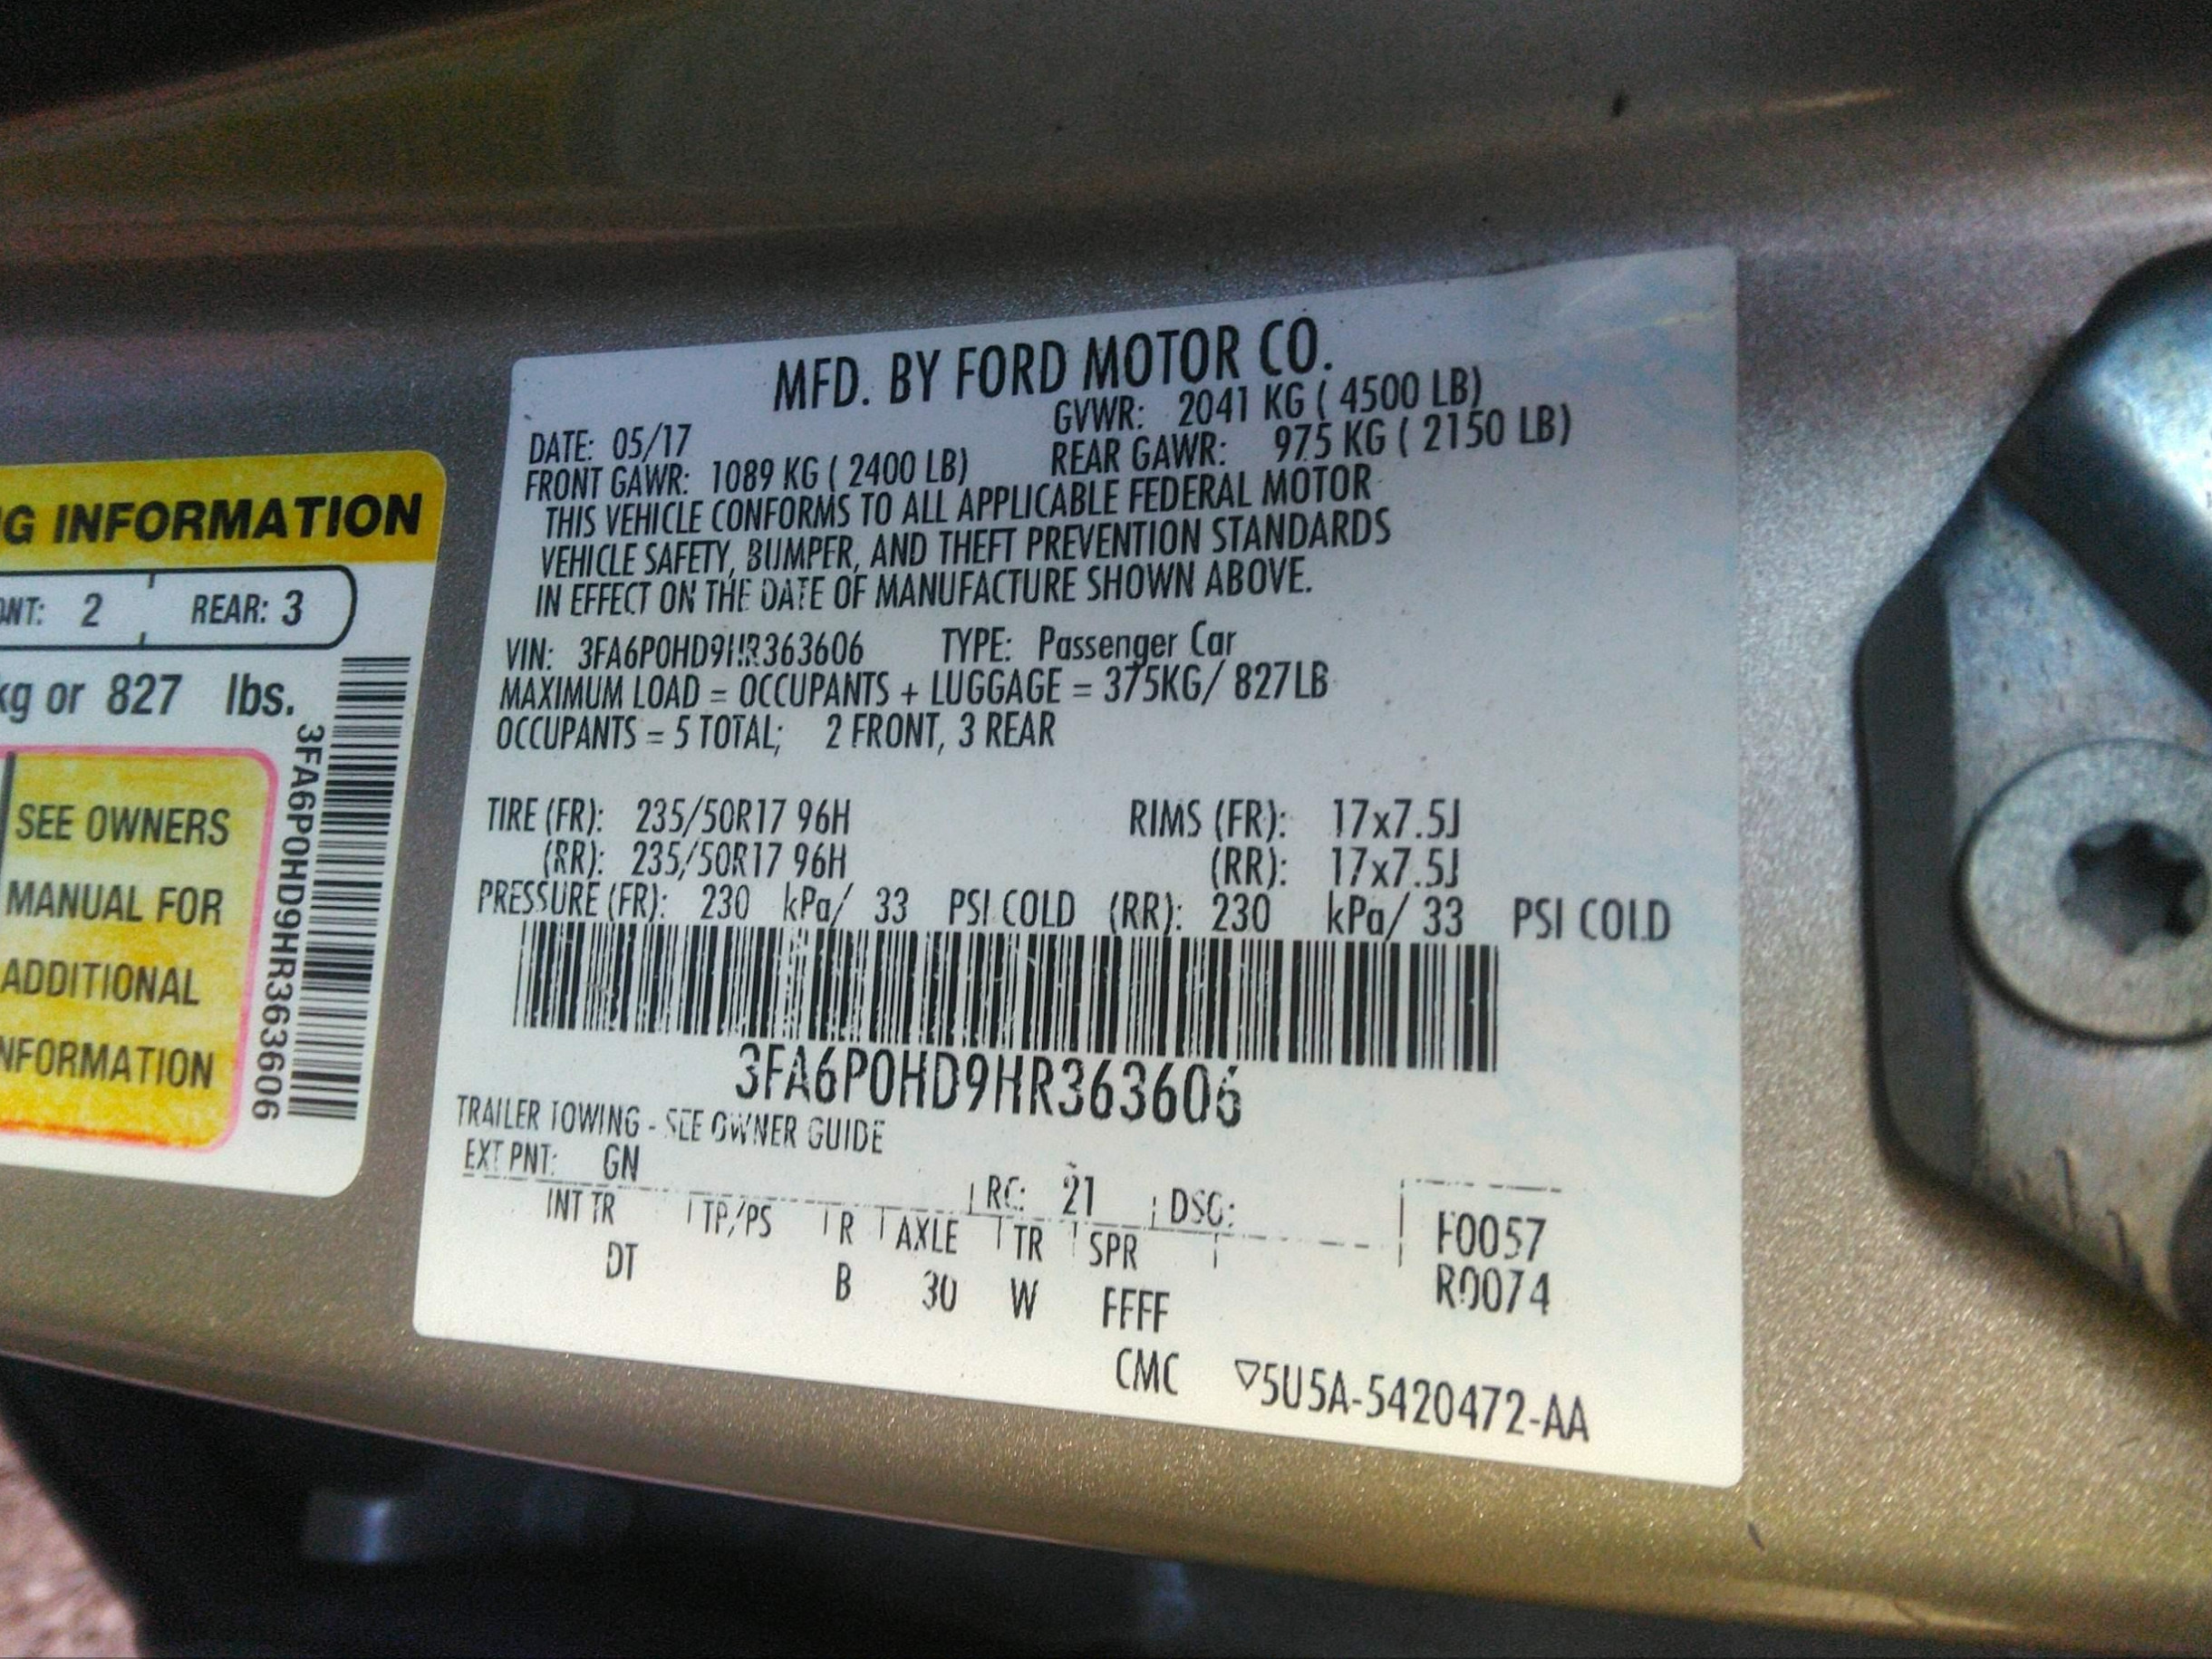 G INFORMATION
NT: 2 REAR: 3
kg or 827 lbs.
SEE OWNERS
MANUAL FOR
ADDITIONAL
NFORMATION
3FA6P0HD9HR363606
MFD. BY FORD MOTOR CO.
DATE: 05/17 GVWR: 2041 KG ( 4500 LB)
FRONT GAWR: 1089 KG ( 2400 LB) REAR GAWR: 975 KG ( 2150 LB)
THIS VEHICLE CONFORMS TO ALL APPLICABLE FEDERAL MOTOR
VEHICLE SAFETY, BUMPER, AND THEFT PREVENTION STANDARDS
IN EFFECT ON THE DATE OF MANUFACTURE SHOWN ABOVE.
VIN: 3FA6P0HD9HR363606 TYPE: Passenger Car
MAXIMUM LOAD = OCCUPANTS + LUGGAGE = 375KG/ 827LB
OCCUPANTS = 5 TOTAL; 2 FRONT, 3 REAR
TIRE (FR): 235/50R17 96H RIMS (FR): 17x7.5J
(RR): 235/50R17 96H (RR): 17x7.5J
PRESSURE (FR): 230 kPa/ 33 PSI COLD (RR): 230 kPa/ 33 PSI COLD
3FA6P0HD9HR363606
TRAILER TOWING - SEE OWNER GUIDE
EXT PNT: GN RC: 21 DSO:
INT TR TP/PS R AXLE TR SPR F0057
DT B 30 W FFFF R0074
CMC ▽5U5A-5420472-AA